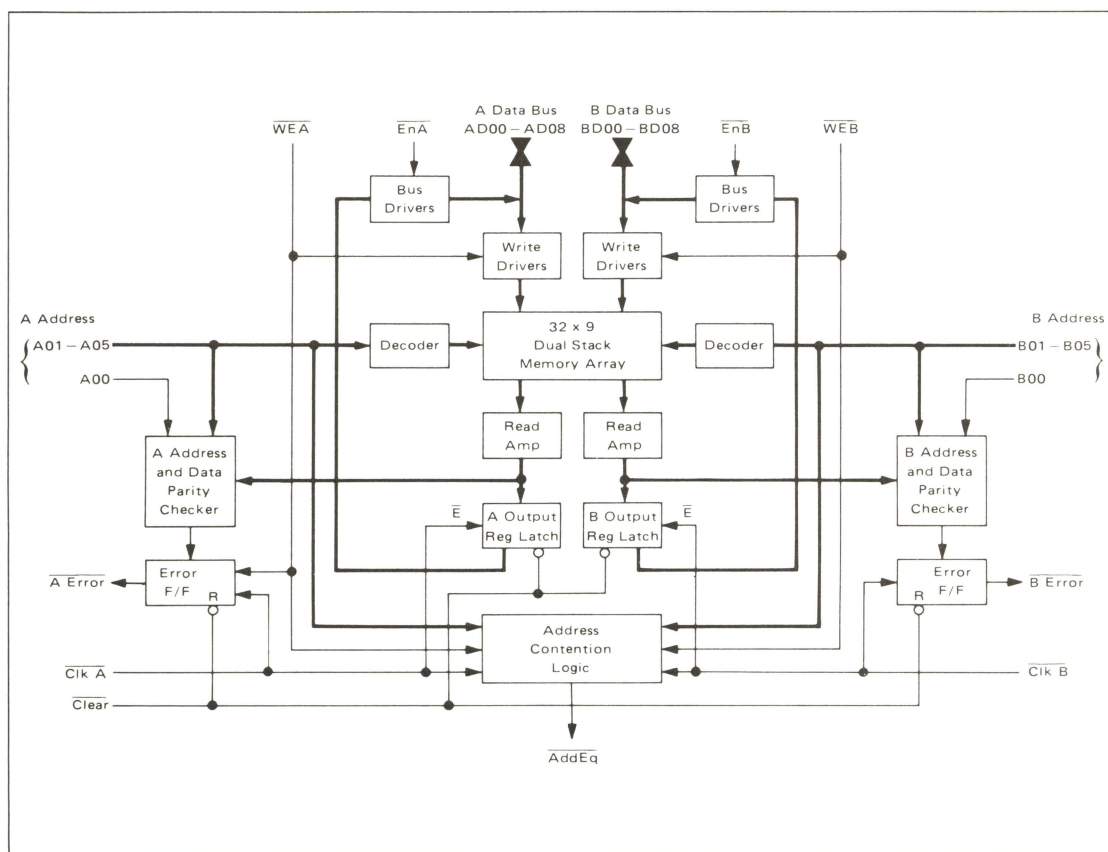 A Data Bus
AD00–AD08
B Data Bus
BD00–BD08
WEA
EnA
EnB
WEB
Bus
Drivers
Bus
Drivers
Write
Drivers
Write
Drivers
A Address
A01–A05
A00
Decoder
32 x 9
Dual Stack
Memory Array
Decoder
B Address
B01–B05
B00
Read
Amp
Read
Amp
A Address
and Data
Parity
Checker
B Address
and Data
Parity
Checker
E
A Output
Reg Latch
B Output
Reg Latch
E
A Error
Error
F/F
R
Error
F/F
R
B Error
Address
Contention
Logic
Clk A
Clk B
Clear
AddEq